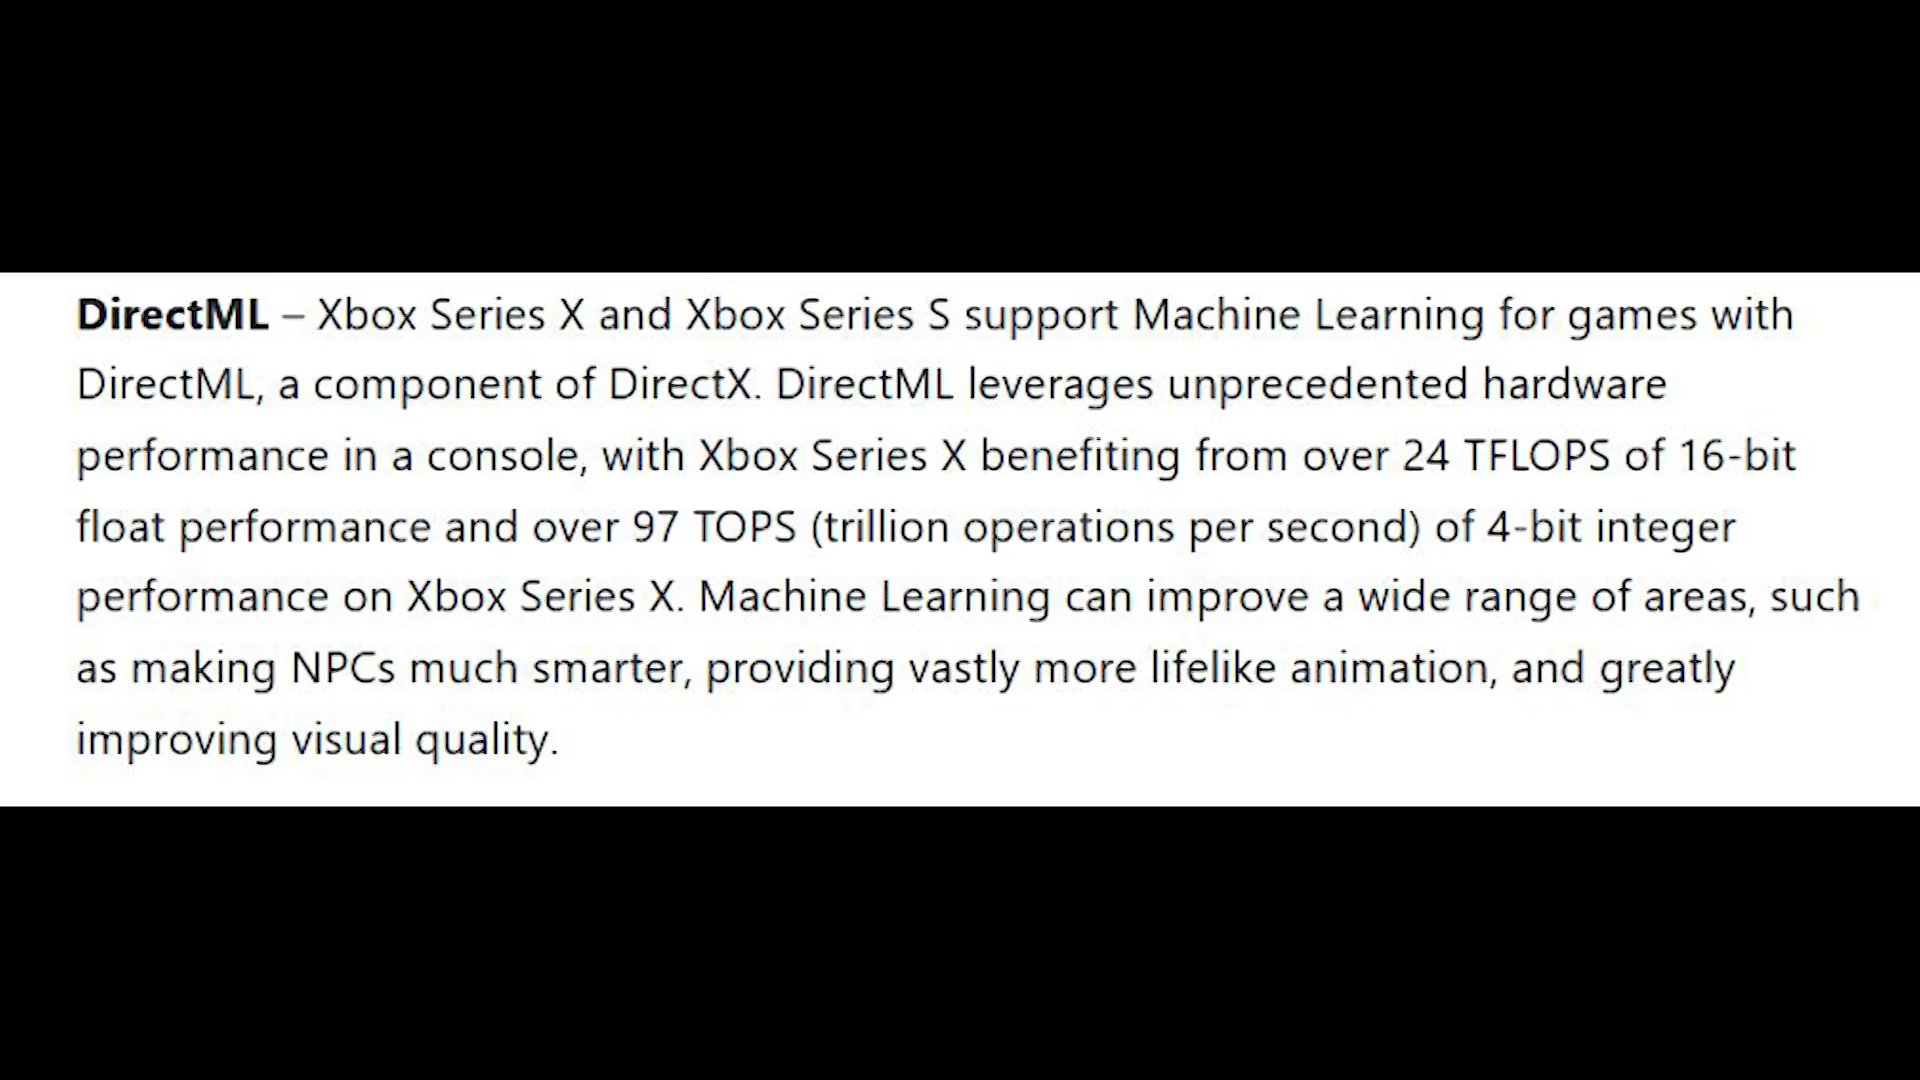 DirectML – Xbox Series X and Xbox Series S support Machine Learning for games with
DirectML, a component of DirectX. DirectML leverages unprecedented hardware
performance in a console, with Xbox Series X benefiting from over 24 TFLOPS of 16-bit
float performance and over 97 TOPS (trillion operations per second) of 4-bit integer
performance on Xbox Series X. Machine Learning can improve a wide range of areas, such
as making NPCs much smarter, providing vastly more lifelike animation, and greatly
improving visual quality.